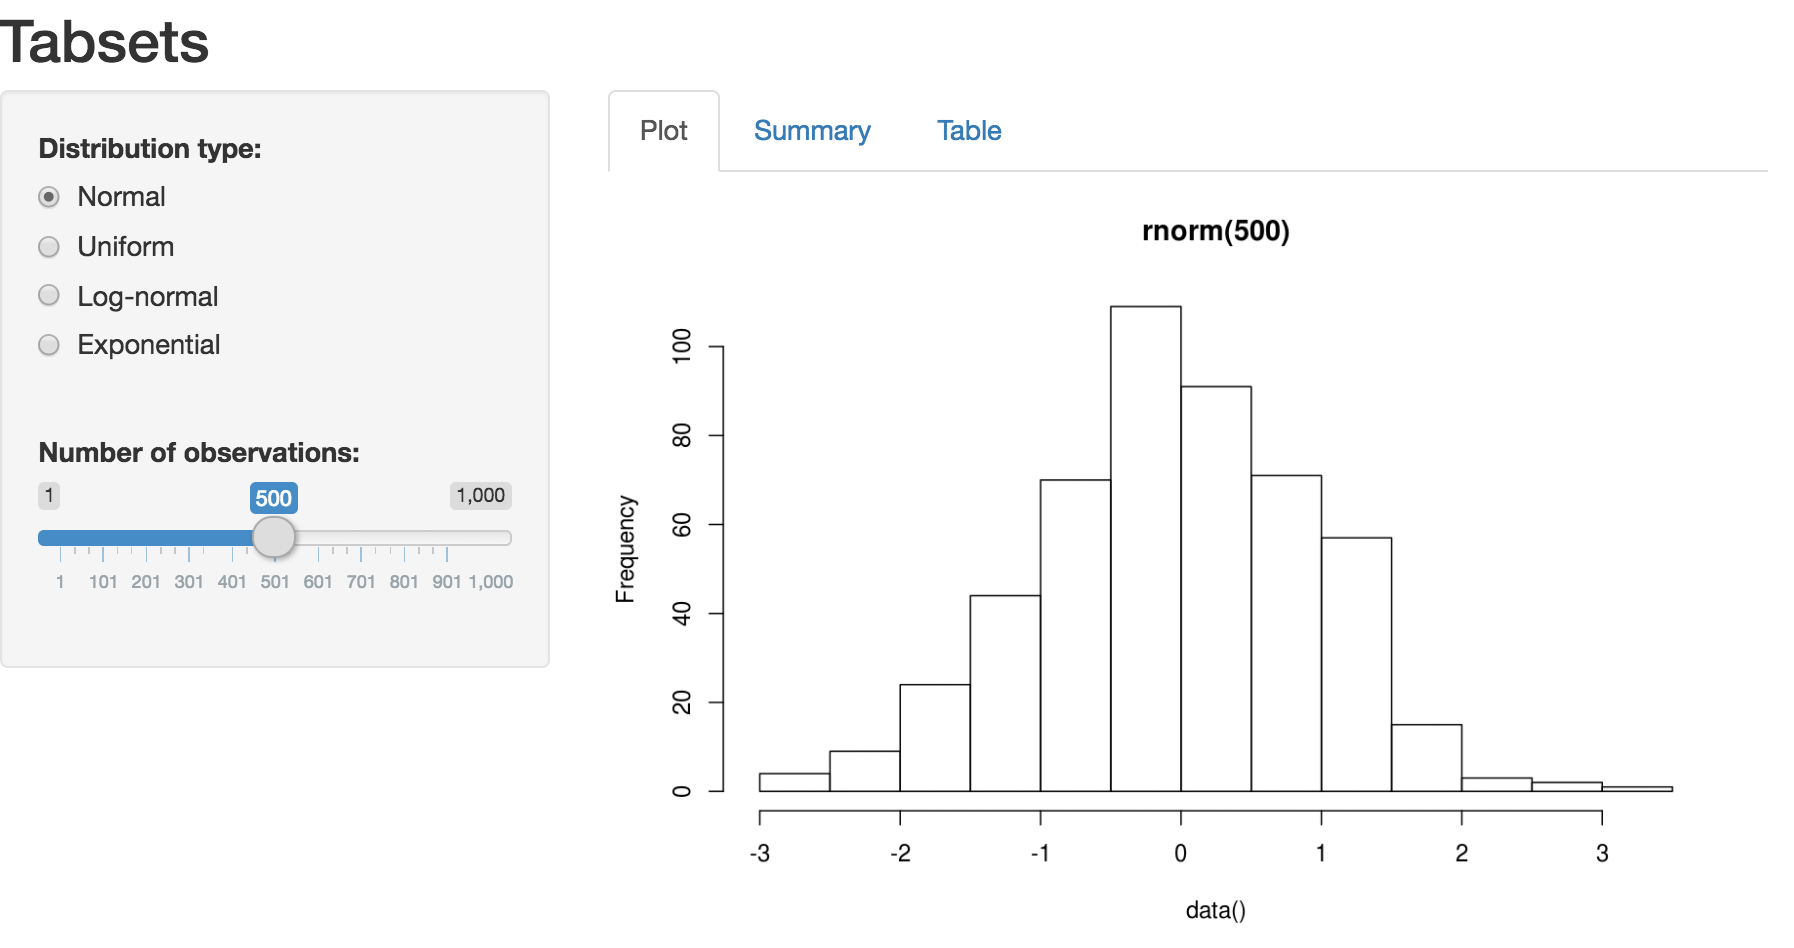 Tabsets
Distribution type:
Normal
Uniform
Log-normal
Exponential
Number of observations:
1 500 1,000
1 101 201 301 401 501 601 701 801 901 1,000
Plot Summary Table
rnorm(500)
Frequency
100
80
60
40
20
0
-3 -2 -1 0 1 2 3
data()